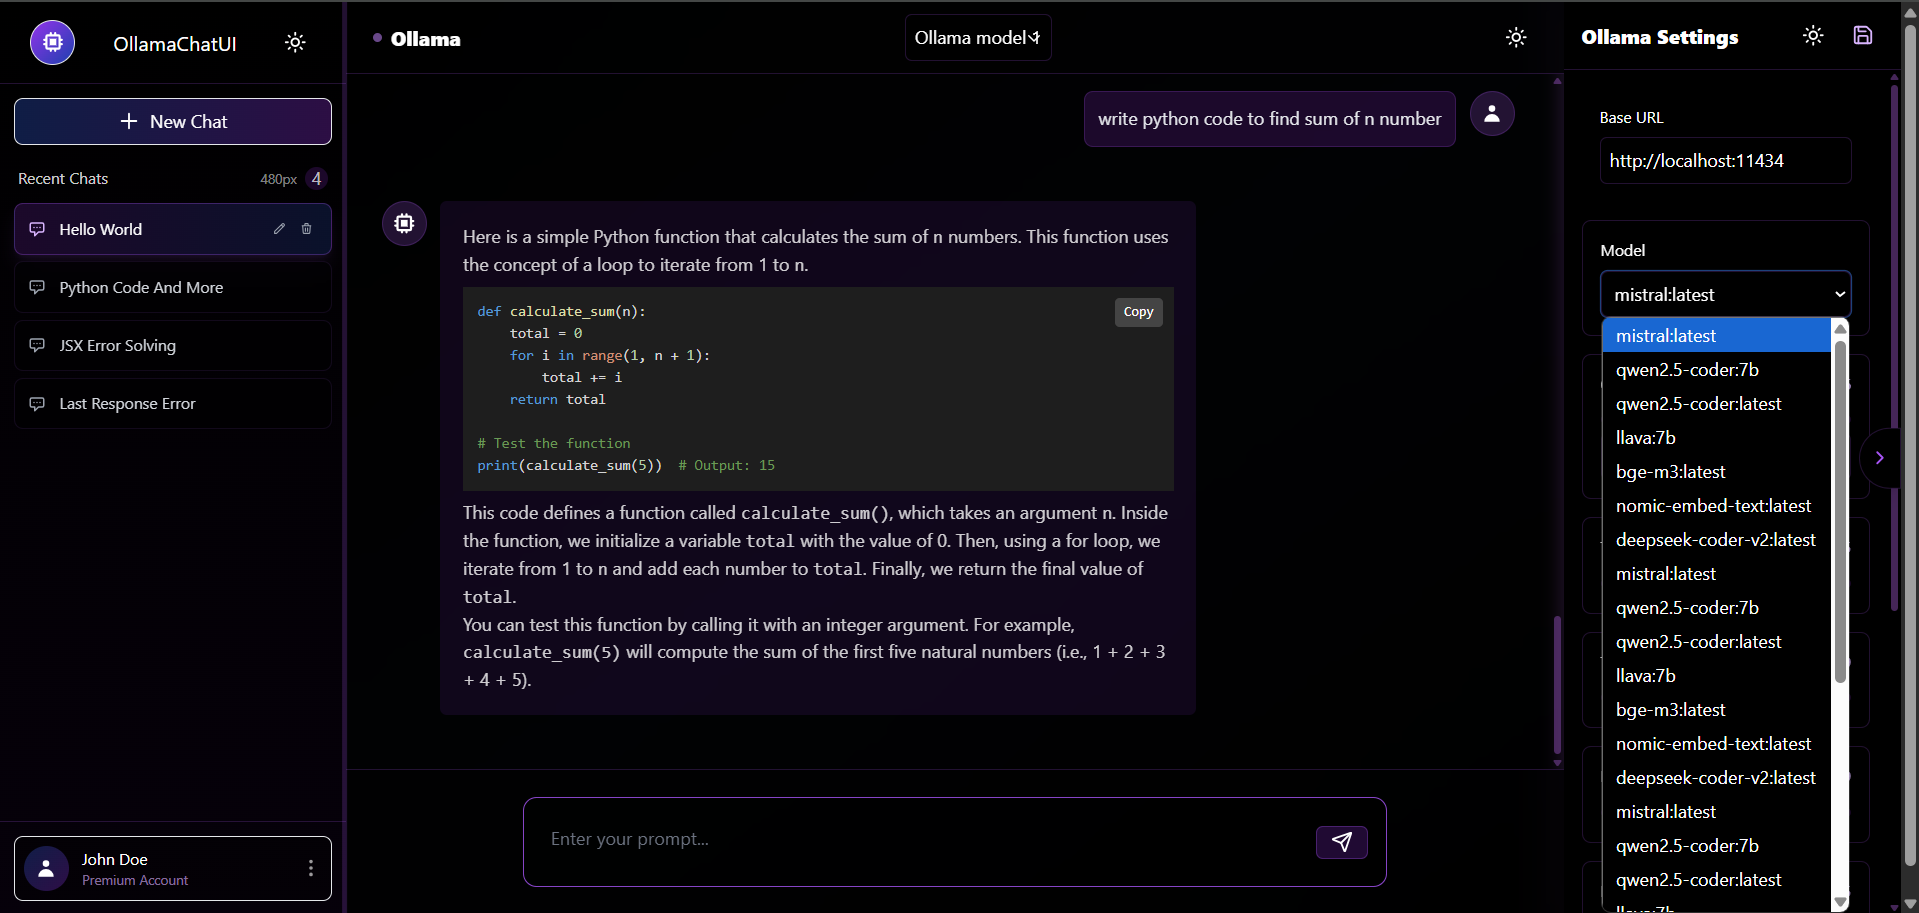 OllamaChatUI
New Chat
Recent Chats
480px 4
Hello World
Python Code And More
JSX Error Solving
Last Response Error
John Doe
Premium Account
Ollama
Ollama model 1
write python code to find sum of n number
Here is a simple Python function that calculates the sum of n numbers. This function uses
the concept of a loop to iterate from 1 to n.
Copy
def calculate_sum(n):
    total = 0
    for i in range(1, n + 1):
        total += i
    return total
# Test the function
print(calculate_sum(5))  # Output: 15
This code defines a function called calculate_sum(), which takes an argument n. Inside
the function, we initialize a variable total with the value of 0. Then, using a for loop, we
iterate from 1 to n and add each number to total. Finally, we return the final value of
total.
You can test this function by calling it with an integer argument. For example,
calculate_sum(5) will compute the sum of the first five natural numbers (i.e., 1 + 2 + 3
+ 4 + 5).
Enter your prompt...
Ollama Settings
Base URL
http://localhost:11434
Model
mistral:latest
mistral:latest
qwen2.5-coder:7b
qwen2.5-coder:latest
llava:7b
bge-m3:latest
nomic-embed-text:latest
deepseek-coder-v2:latest
mistral:latest
qwen2.5-coder:7b
qwen2.5-coder:latest
llava:7b
bge-m3:latest
nomic-embed-text:latest
deepseek-coder-v2:latest
mistral:latest
qwen2.5-coder:7b
qwen2.5-coder:latest